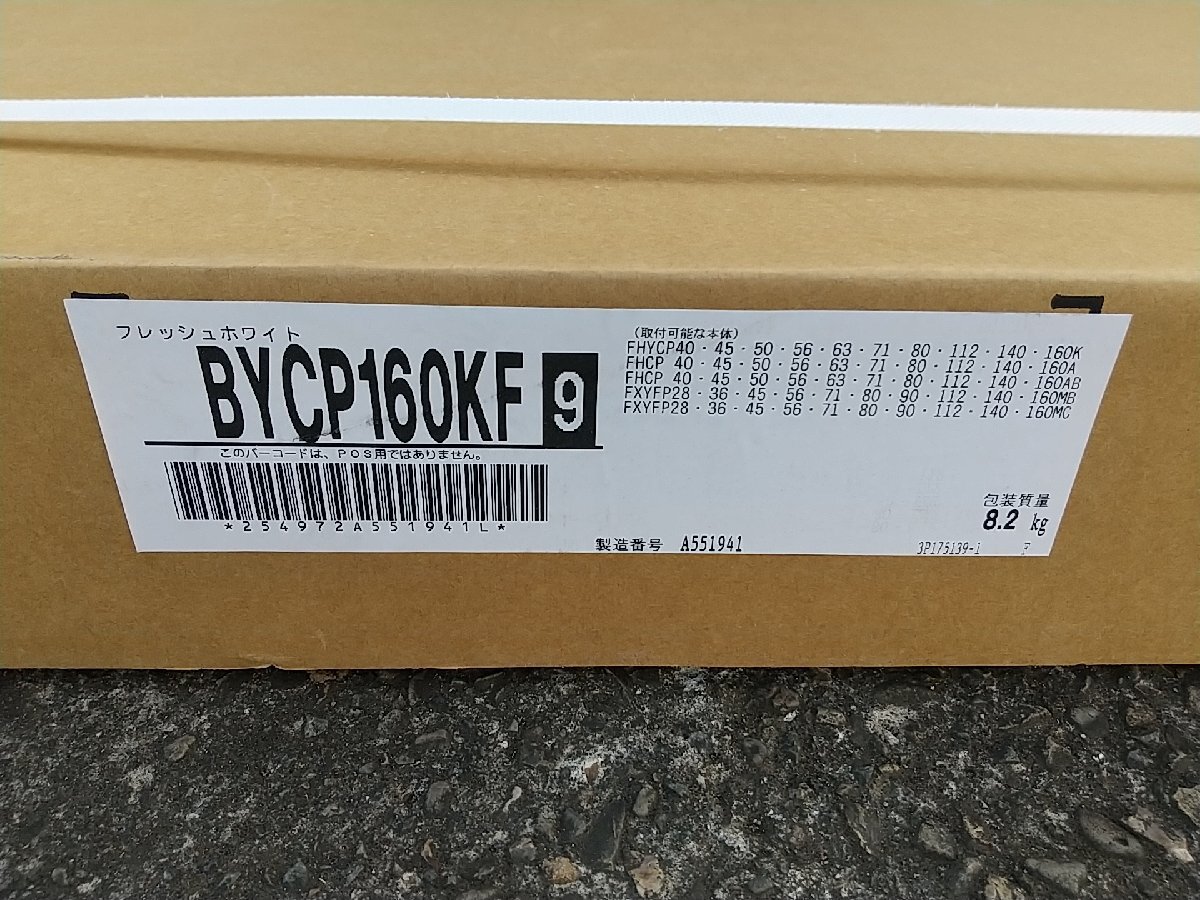 フレッシュホワイト
BYCP160KF 9
このバーコードは、POS用ではありません。
*254972A551941L*
製造番号 A551941
(取付可能な本体)
FHYCP40・45・50・56・63・71・80・112・140・160K
FHCP 40・45・50・56・63・71・80・112・140・160A
FHCP 40・45・50・56・63・71・80・112・140・160AB
FXYFP28・36・45・56・71・80・90・112・140・160MB
FXYFP28・36・45・56・71・80・90・112・140・160MC
包装質量
8.2 kg
3P175139-1 F